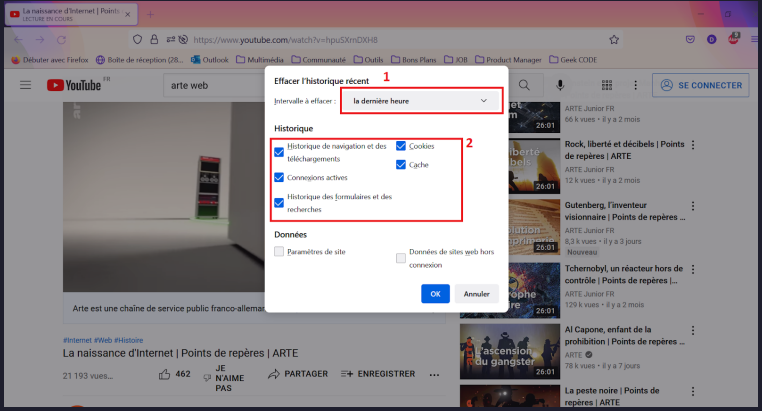 La naissance d'Internet | Points
LECTURE EN COURS
https://www.youtube.com/watch?v=hpuSXmDXH8
Débuter avec Firefox
Boîte de réception (28...
Outlook
Multimédia
Communauté
Outils
Bons Plans
JOB
Product Manager
Geek CODE
YouTube FR
arte web
SE CONNECTER
Effacer l'historique récent
1
Intervalle à effacer :
la dernière heure
Historique
2
Historique de navigation et des
téléchargements
Cookies
Cache
Connexions actives
Historique des formulaires et des
recherches
Données
Paramètres de site
Données de sites web hors
connexion
OK
Annuler
Arte est une chaîne de service public franco-alleman
#Internet #Web #Histoire
La naissance d'Internet | Points de repères | ARTE
21 193 vues...
462
JE
N'AIME
PAS
PARTAGER
ENREGISTRER
26:01
ARTE Junior FR
66 k vues • il y a 2 mois
26:01
Rock, liberté et décibels | Points
de repères | ARTE
ARTE Junior FR
12 k vues • il y a 2 mois
26:01
Gutenberg, l'inventeur
visionnaire | Points de repères ...
ARTE Junior FR
8,3 k vues • il y a 3 jours
Nouveau
26:01
Tchernobyl, un réacteur hors de
contrôle | Points de repères | ...
ARTE Junior FR
129 k vues • il y a 2 mois
L'ascension
du gangster
26:01
Al Capone, enfant de la
prohibition | Points de repères ...
ARTE
78 k vues • il y a 7 jours
La peste noire | Points de
repères | ARTE